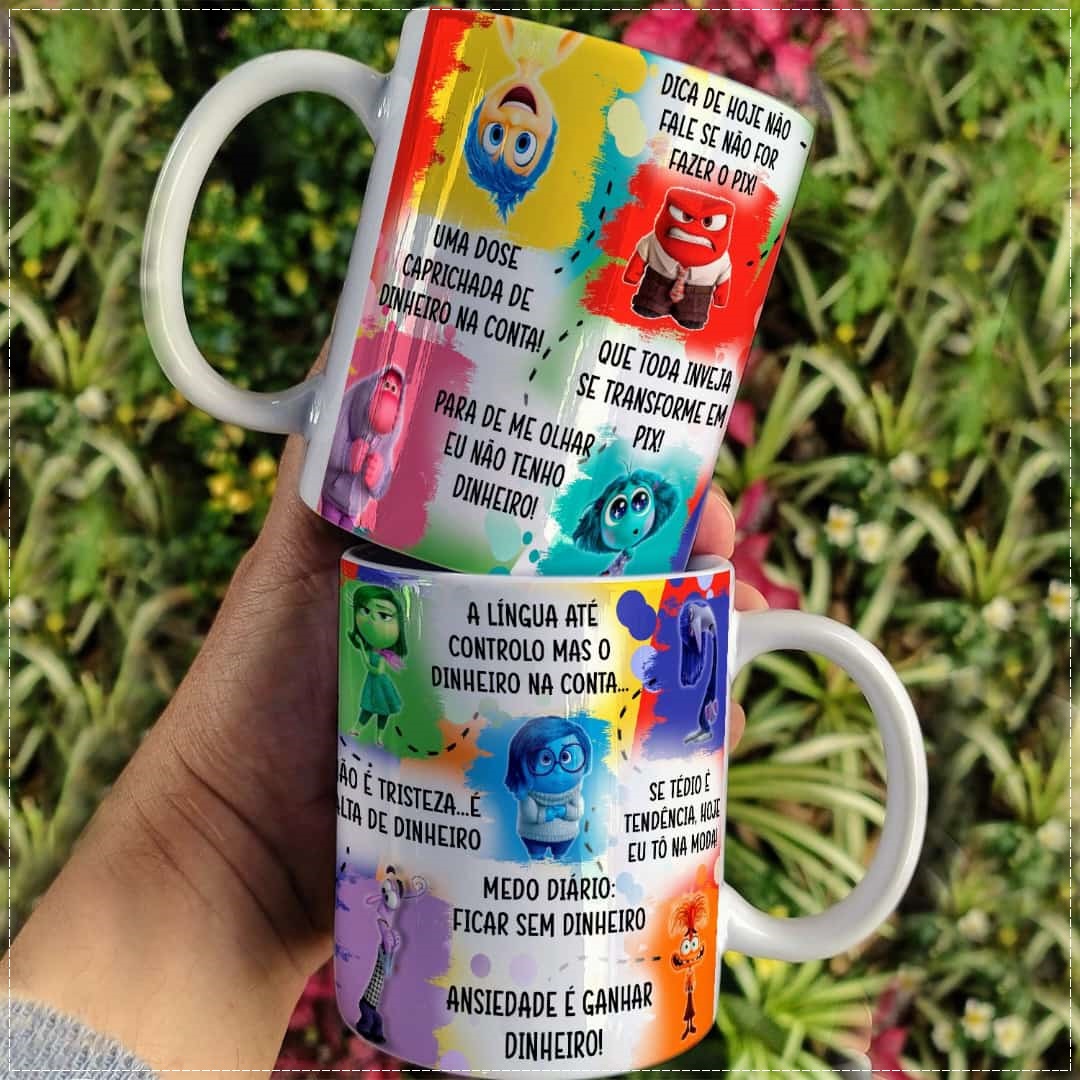 DICA DE HOJE NÃO
FALE SE NÃO FOR
FAZER O PIX!
UMA DOSE
CAPRICHADA DE
DINHEIRO NA CONTA!
QUE TODA INVEJA
SE TRANSFORME EM
PIX!
PARA DE ME OLHAR
EU NÃO TENHO
DINHEIRO!
A LÍNGUA ATÉ
CONTROLO MAS O
DINHEIRO NA CONTA...
ÃO É TRISTEZA...É
ALTA DE DINHEIRO
SE TÉDIO È
TENDÊNCIA, HOJE
EU TÔ NA MODA!
MEDO DIÁRIO:
FICAR SEM DINHEIRO
ANSIEDADE É GANHAR
DINHEIRO!